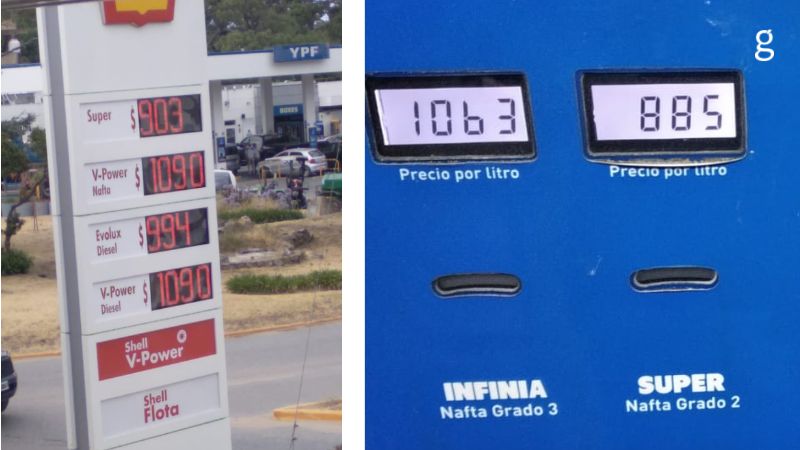 YPF
Super $ 903
V-Power
Nafta $ 1090
Evolux
Diesel $ 994
V-Power
Diesel $ 1090
Shell
V-Power
Shell
Flota
g
1063
885
Precio por litro
Precio por litro
INFINIA
Nafta Grado 3
SUPER
Nafta Grado 2